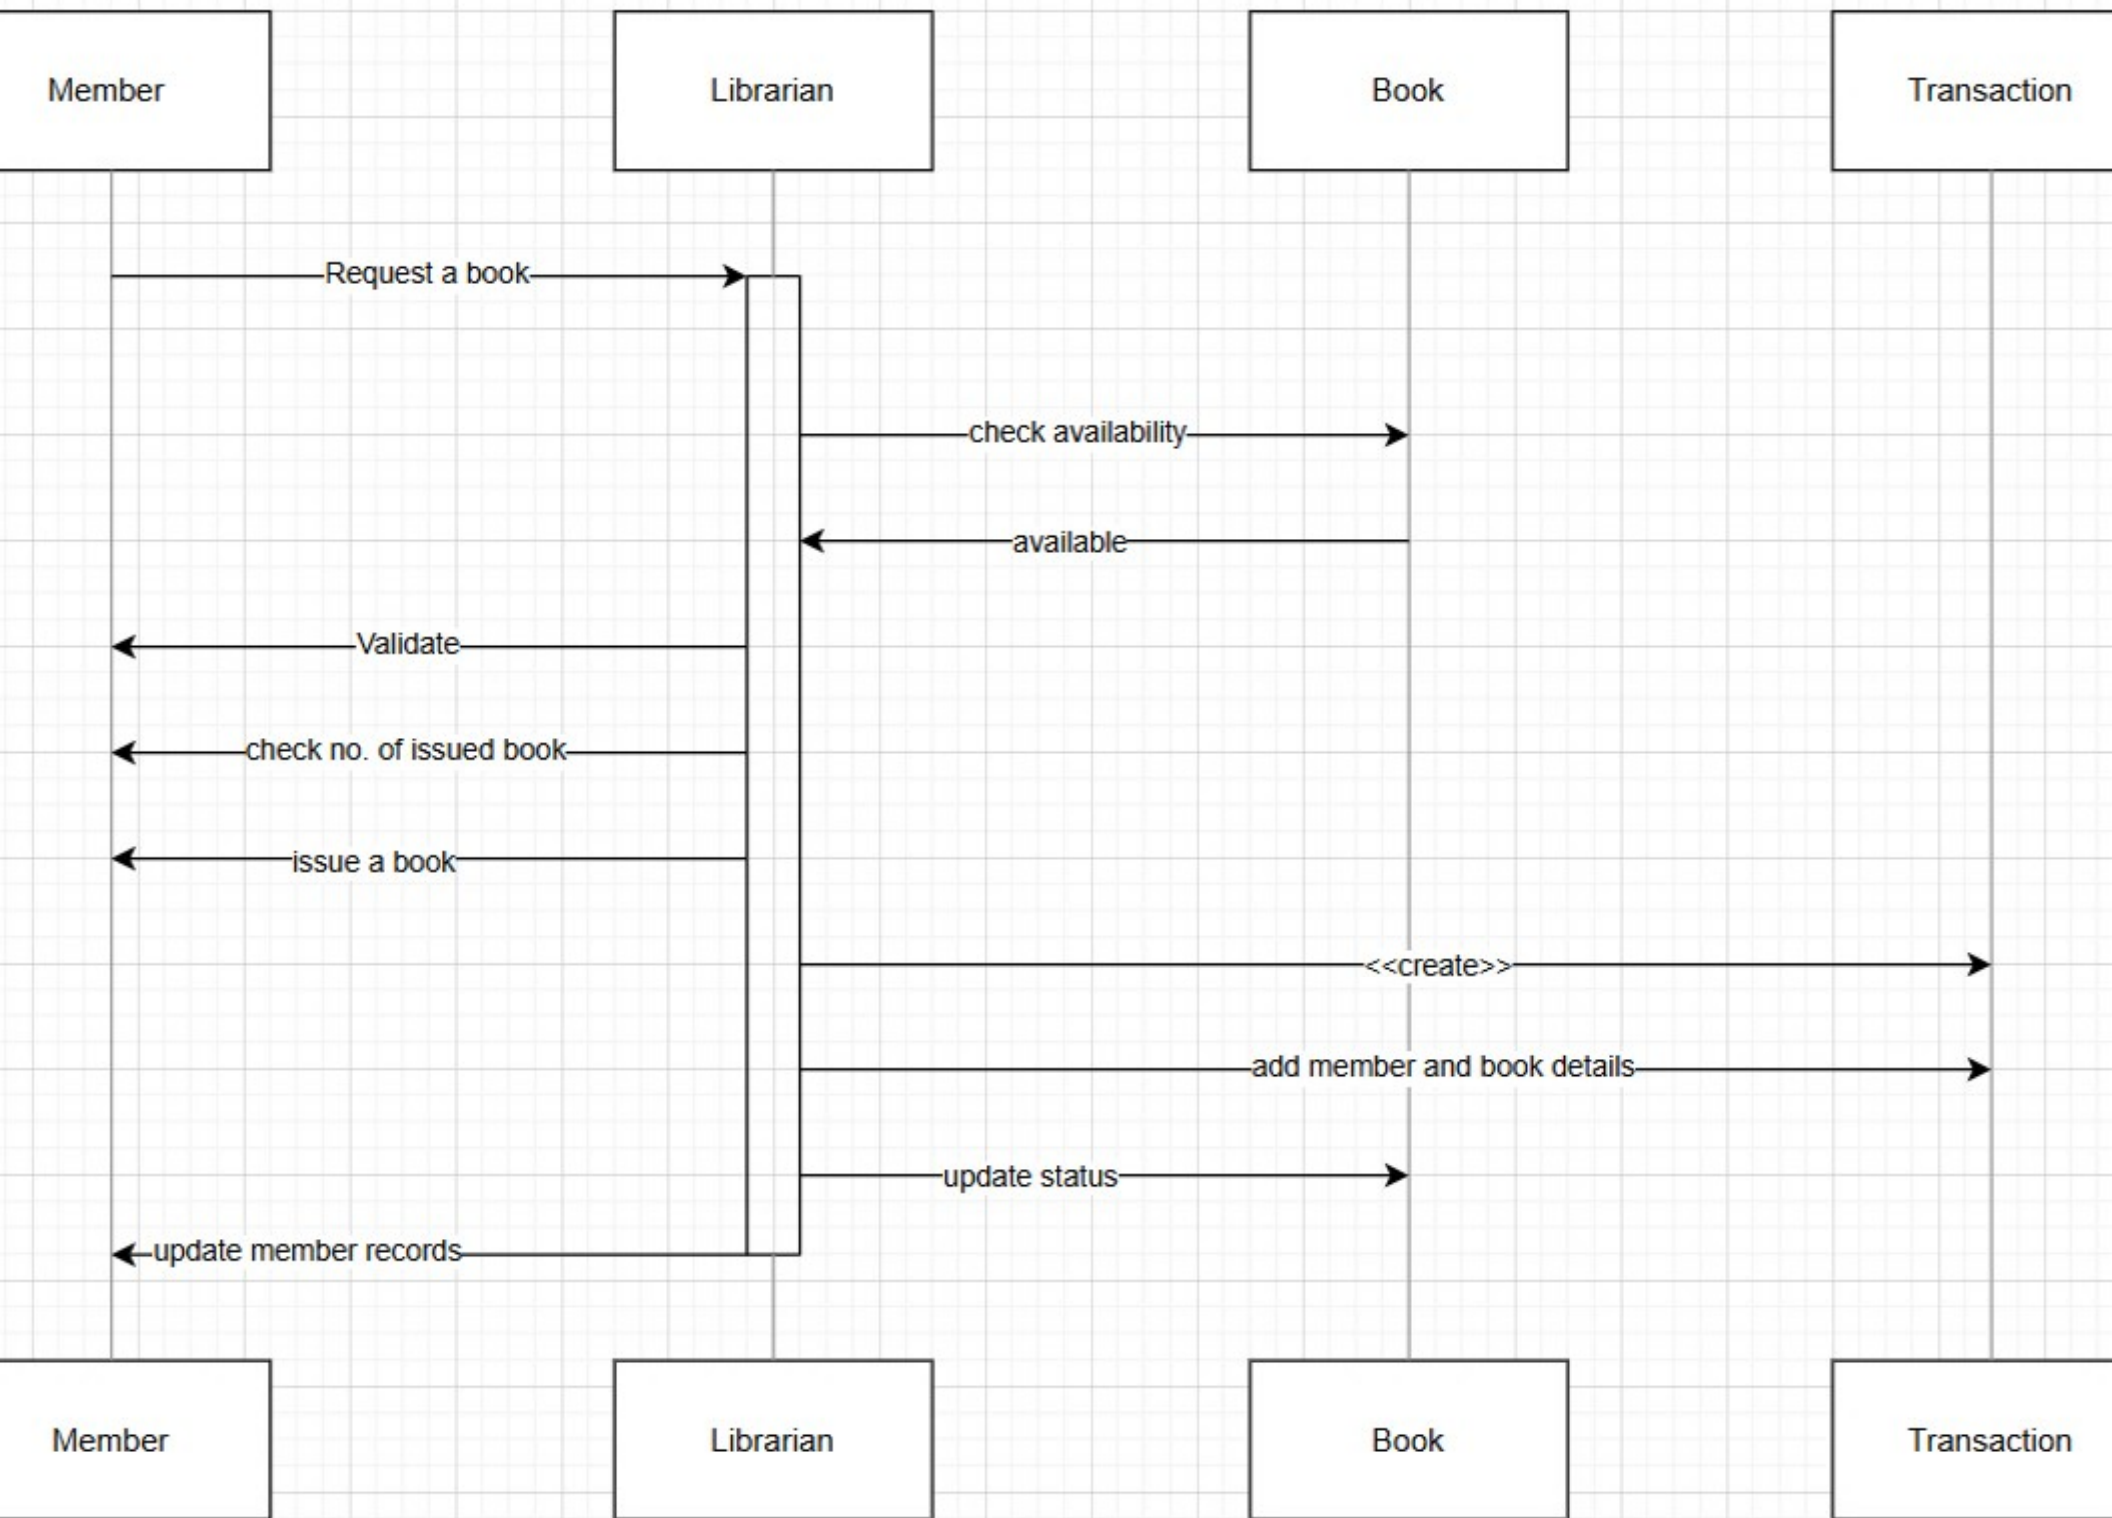 Member
Librarian
Book
Transaction
Request a book
check availability
available
Validate
check no. of issued book
issue a book
<<create>>
add member and book details
update status
update member records
Member
Librarian
Book
Transaction